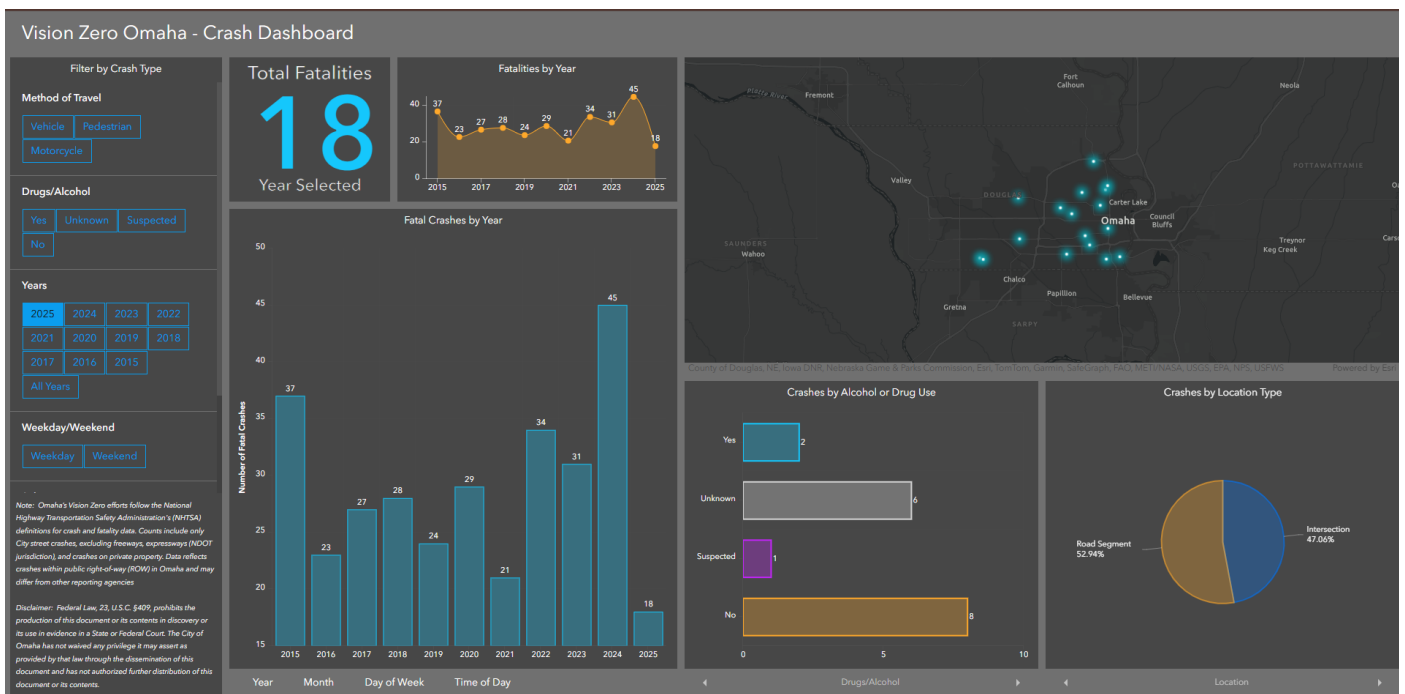 Vision Zero Omaha - Crash Dashboard
Filter by Crash Type
Method of Travel
Vehicle
Pedestrian
Motorcycle
Drugs/Alcohol
Yes
Unknown
Suspected
No
Years
2025
2024
2023
2022
2021
2020
2019
2018
2017
2016
2015
All Years
Weekday/Weekend
Weekday
Weekend
Note: Omaha's Vision Zero efforts follow the National
Highway Transportation Safety Administration's (NHTSA)
definitions for crash and fatality data. Counts include only
City street crashes, excluding freeways, expressways (NDOT
jurisdiction), and crashes on private property. Data reflects
crashes within public right-of-way (ROW) in Omaha and may
differ from other reporting agencies
Disclaimer: Federal Law, 23, U.S.C. §409, prohibits the
production of this document or its contents in discovery or
its use in evidence in a State or Federal Court. The City of
Omaha has not waived any privilege it may assert as
provided by that law through the dissemination of this
document and has not authorized further distribution of this
document or its contents.
Total Fatalities
18
Year Selected
Fatalities by Year
40
20
0
37
23
27
28
24
29
21
34
31
45
18
2015
2017
2019
2021
2023
2025
Fatal Crashes by Year
Number of Fatal Crashes
50
45
40
35
30
25
20
15
37
23
27
28
24
29
21
34
31
45
18
2015
2016
2017
2018
2019
2020
2021
2022
2023
2024
2025
Year
Month
Day of Week
Time of Day
Platte River
Fremont
Fort
Calhoun
Neola
Valley
DOUGLAS
POTTAWATTAMIE
Carter Lake
Omaha
Council
Bluffs
SAUNDERS
Wahoo
Treynor
Keg Creek
Chalco
Papillion
Bellevue
Gretna
SARPY
County of Douglas, NE, Iowa DNR, Nebraska Game & Parks Commission, Esri, TomTom, Garmin, SafeGraph, FAO, METI/NASA, USGS, EPA, NPS, USFWS
Powered by Esri
Crashes by Alcohol or Drug Use
Yes
2
Unknown
6
Suspected
1
No
8
0
5
10
Drugs/Alcohol
Crashes by Location Type
Road Segment
52.94%
Intersection
47.06%
Location